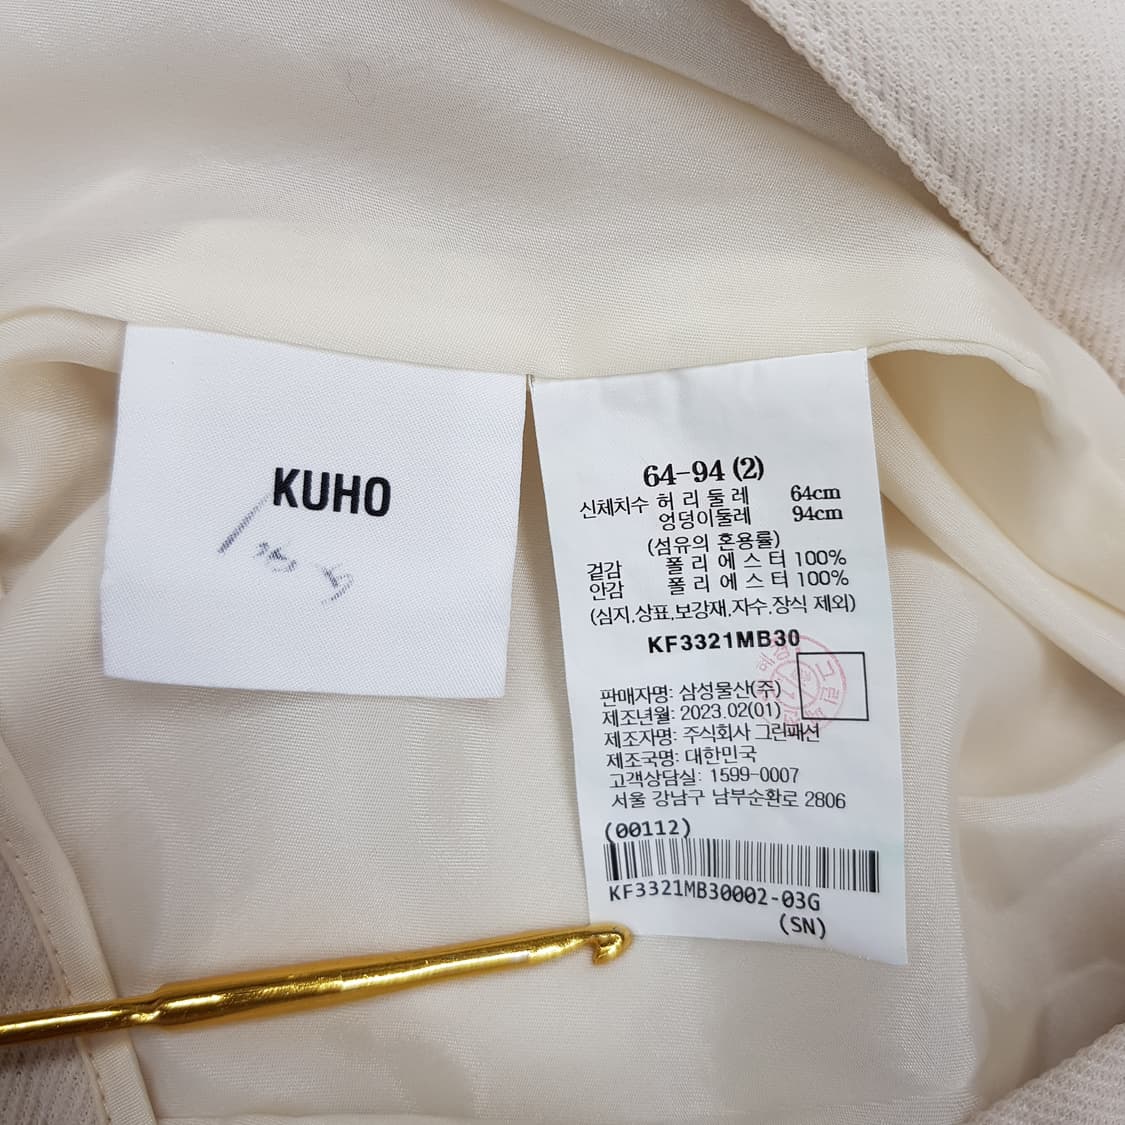 KUHO
64-94 (2)
신체치수 허리둘레 64cm
엉덩이둘레 94cm
(섬유의 혼용률)
겉감 폴리에스터 100%
안감 폴리에스터 100%
(심지.상표.보강재.자수.장식 제외)
KF3321MB30
판매자명: 삼성물산(주)
제조년월: 2023.02(01)
제조자명: 주식회사 그린패션
제조국명: 대한민국
고객상담실: 1599-0007
서울 강남구 남부순환로 2806
(00112)
KF3321MB30002-03G
(SN)